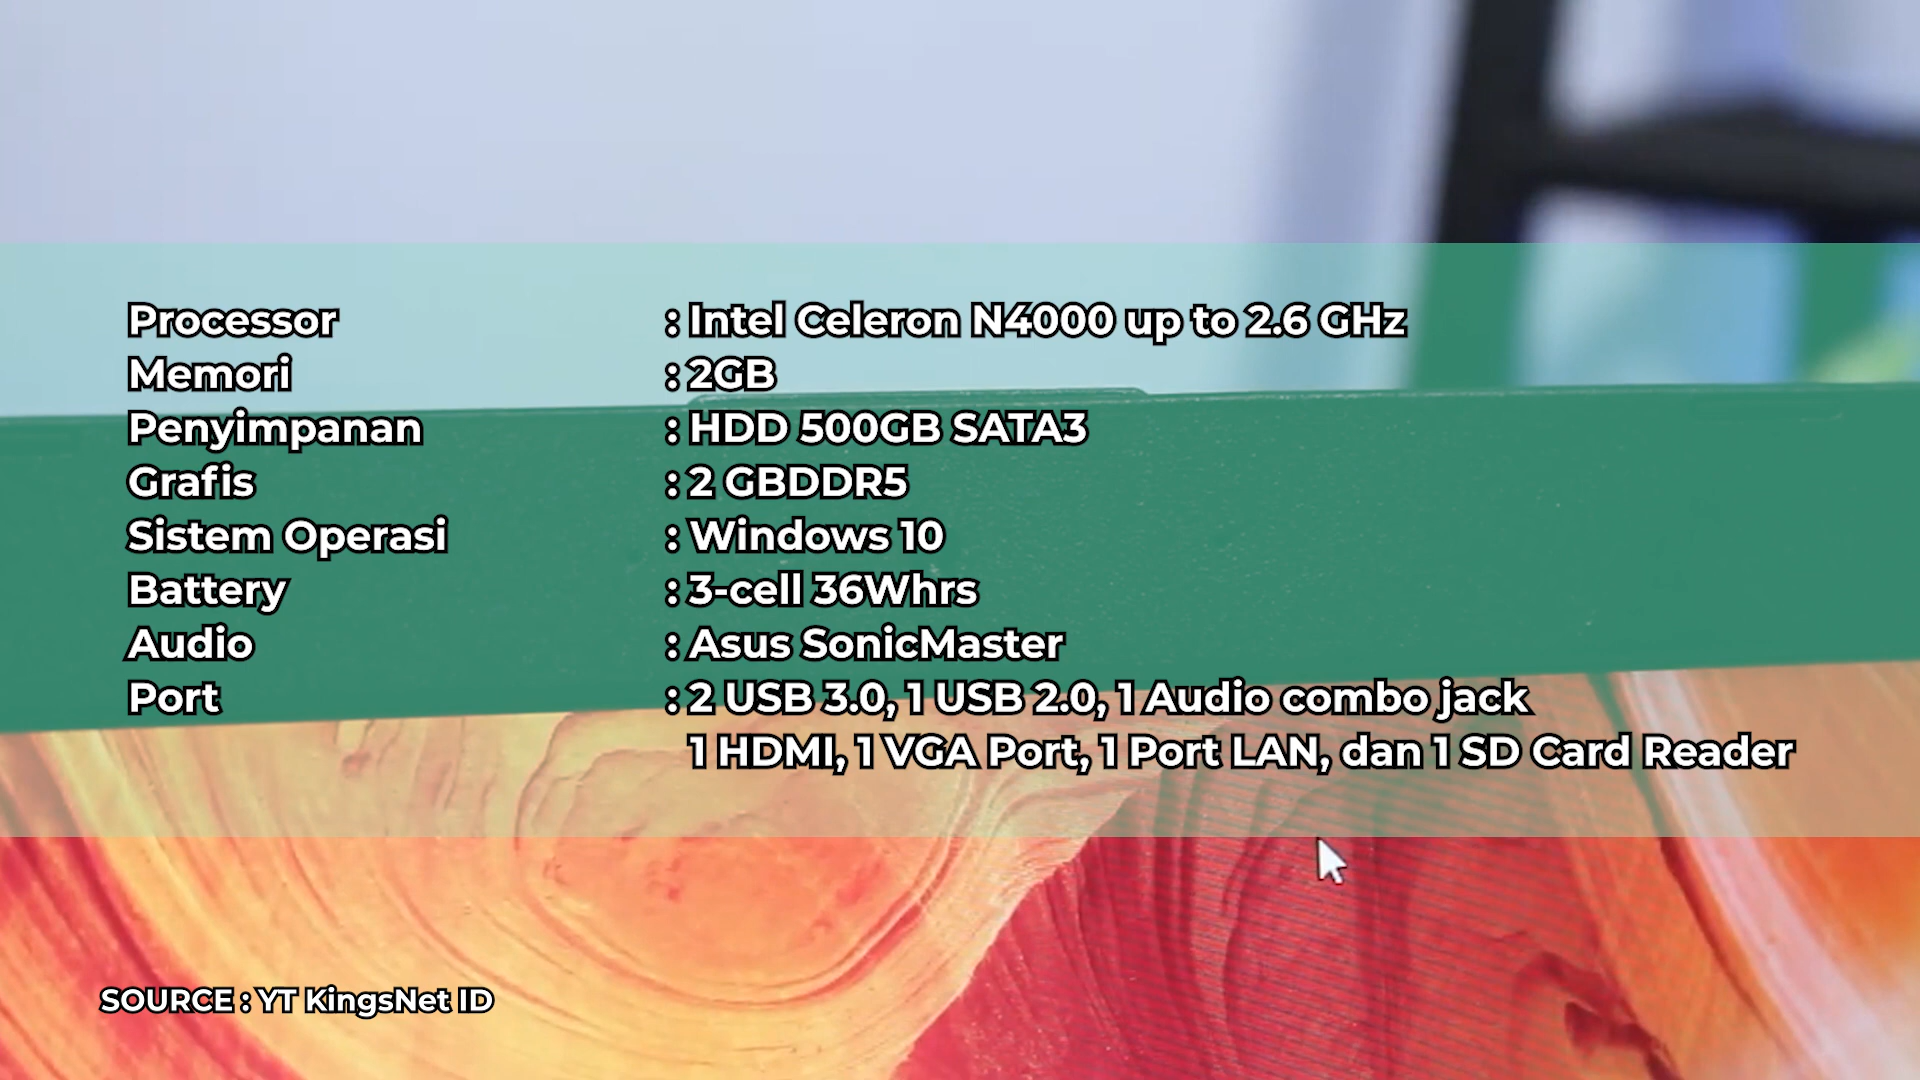 Processor : Intel Celeron N4000 up to 2.6 GHz
Memori : 2GB
Penyimpanan : HDD 500GB SATA3
Grafis : 2 GBDDR5
Sistem Operasi : Windows 10
Battery : 3-cell 36Whrs
Audio : Asus SonicMaster
Port : 2 USB 3.0, 1 USB 2.0, 1 Audio combo jack
1 HDMI, 1 VGA Port, 1 Port LAN, dan 1 SD Card Reader
SOURCE : YT KingsNet ID